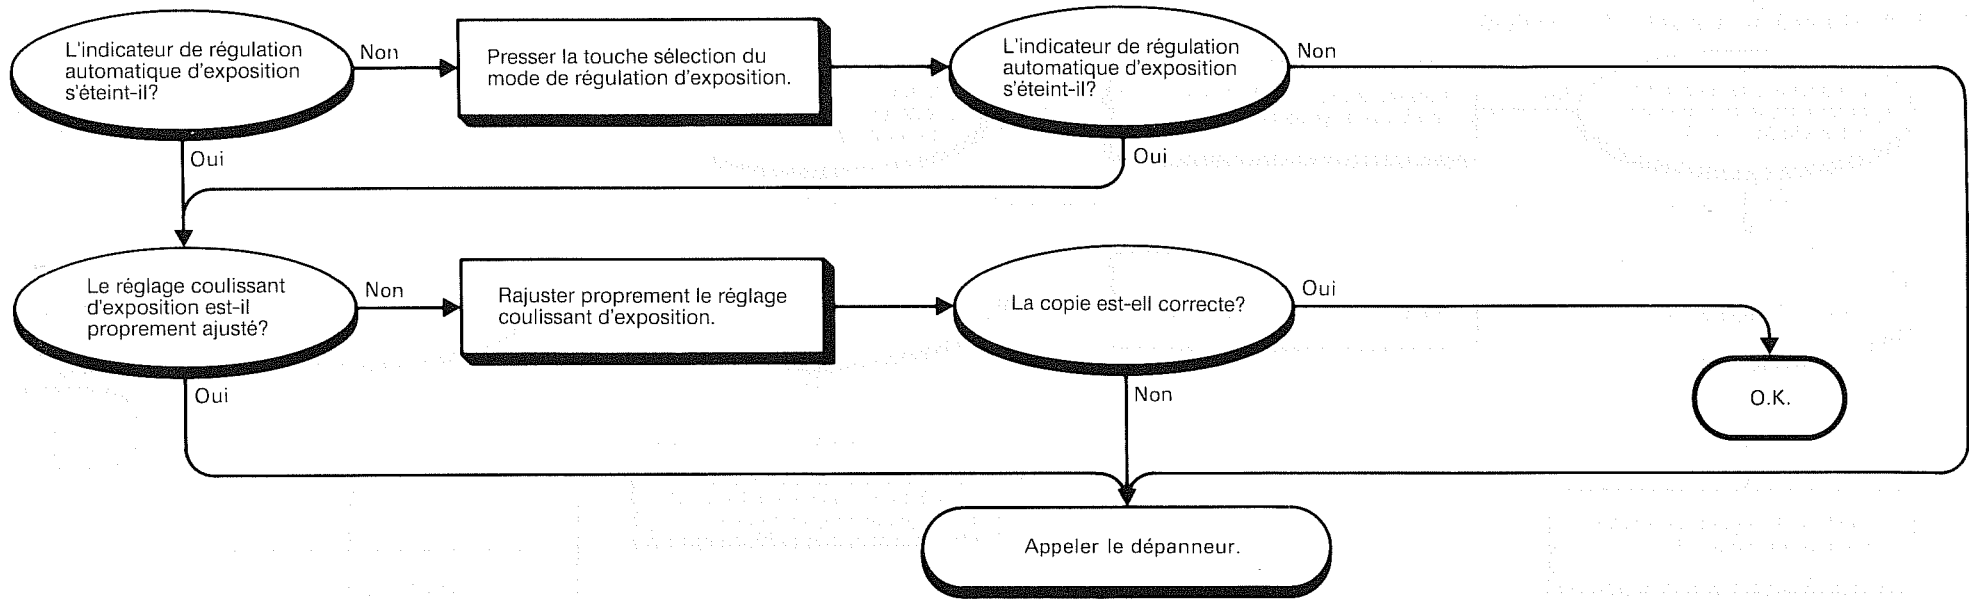 L'indicateur de régulation
automatique d'exposition
s'éteint-il?
Non
Presser la touche sélection du
mode de régulation d'exposition.
L'indicateur de régulation
automatique d'exposition
s'éteint-il?
Non
Oui
Oui
Le réglage coulissant
d'exposition est-il
proprement ajusté?
Non
Rajuster proprement le réglage
coulissant d'exposition.
La copie est-ell correcte?
Oui
Oui
Non
O.K.
Appeler le dépanneur.